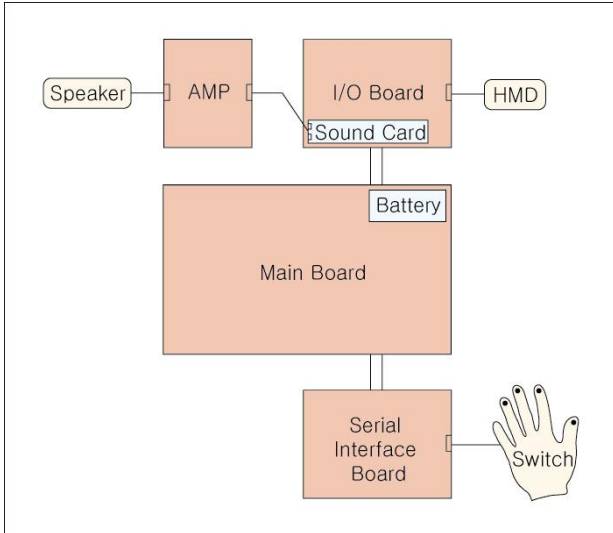 Speaker
AMP
I/O Board
HMD
Sound Card
Battery
Main Board
Serial
Interface
Board
Switch